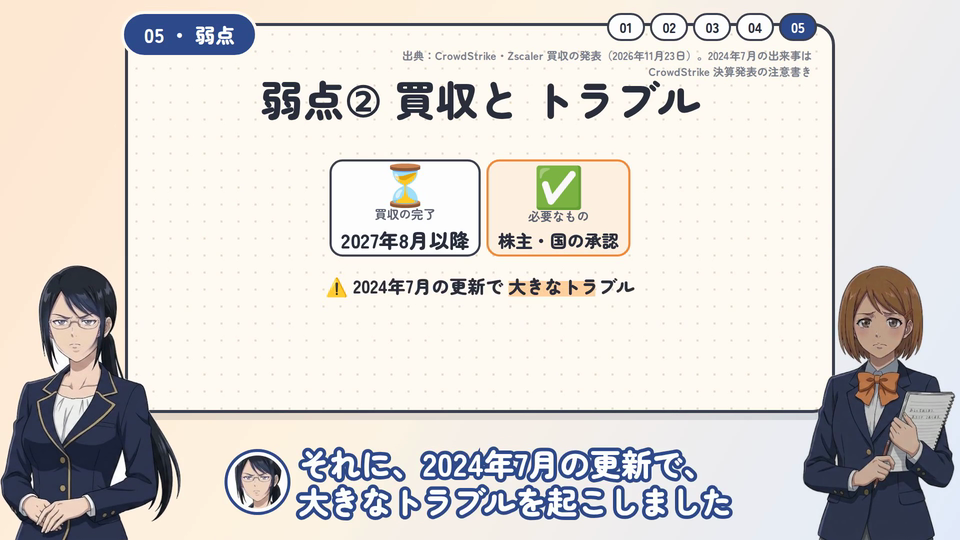 05 ・ 弱点
01 02 03 04 05
出典：CrowdStrike・Zscaler 買収の発表（2026年11月23日）。2024年7月の出来事は
CrowdStrike 決算発表の注意書き
弱点② 買収と トラブル
買収の完了
2027年8月以降
必要なもの
株主・国の承認
2024年7月の更新で 大きなトラブル
それに、2024年7月の更新で、
大きなトラブルを起こしました